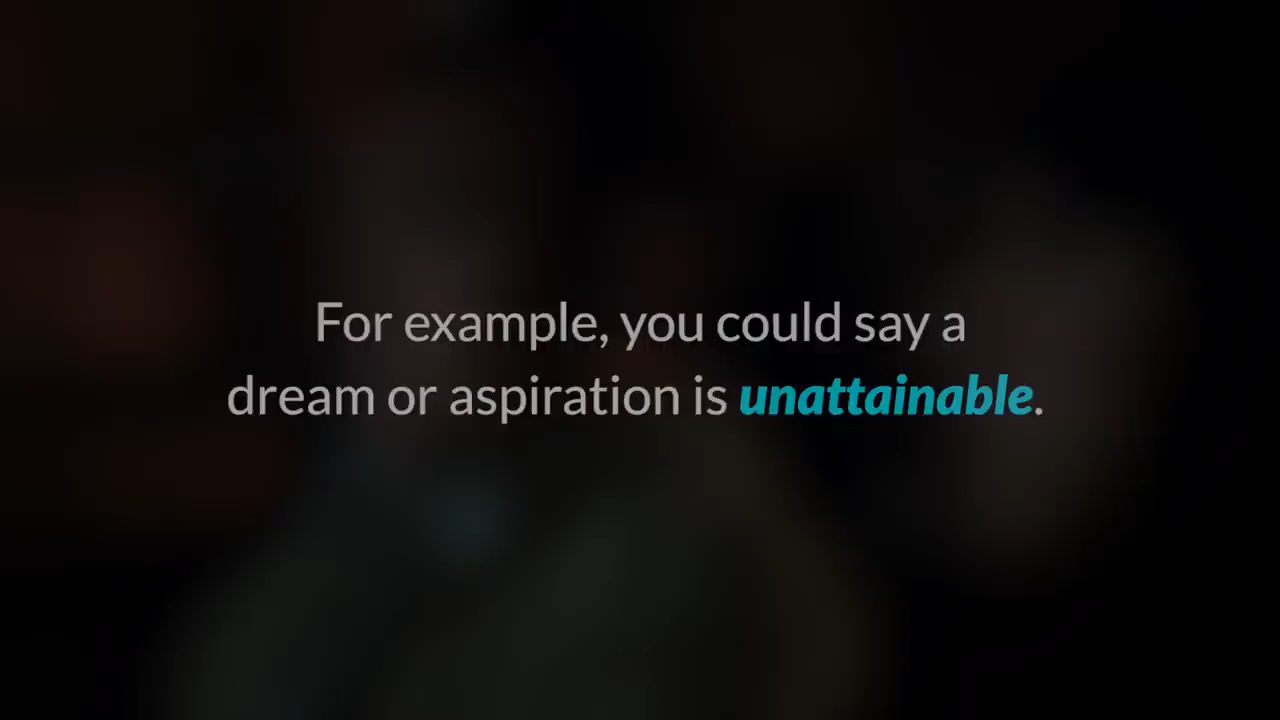 For example, you could say a
dream or aspiration is unattainable.